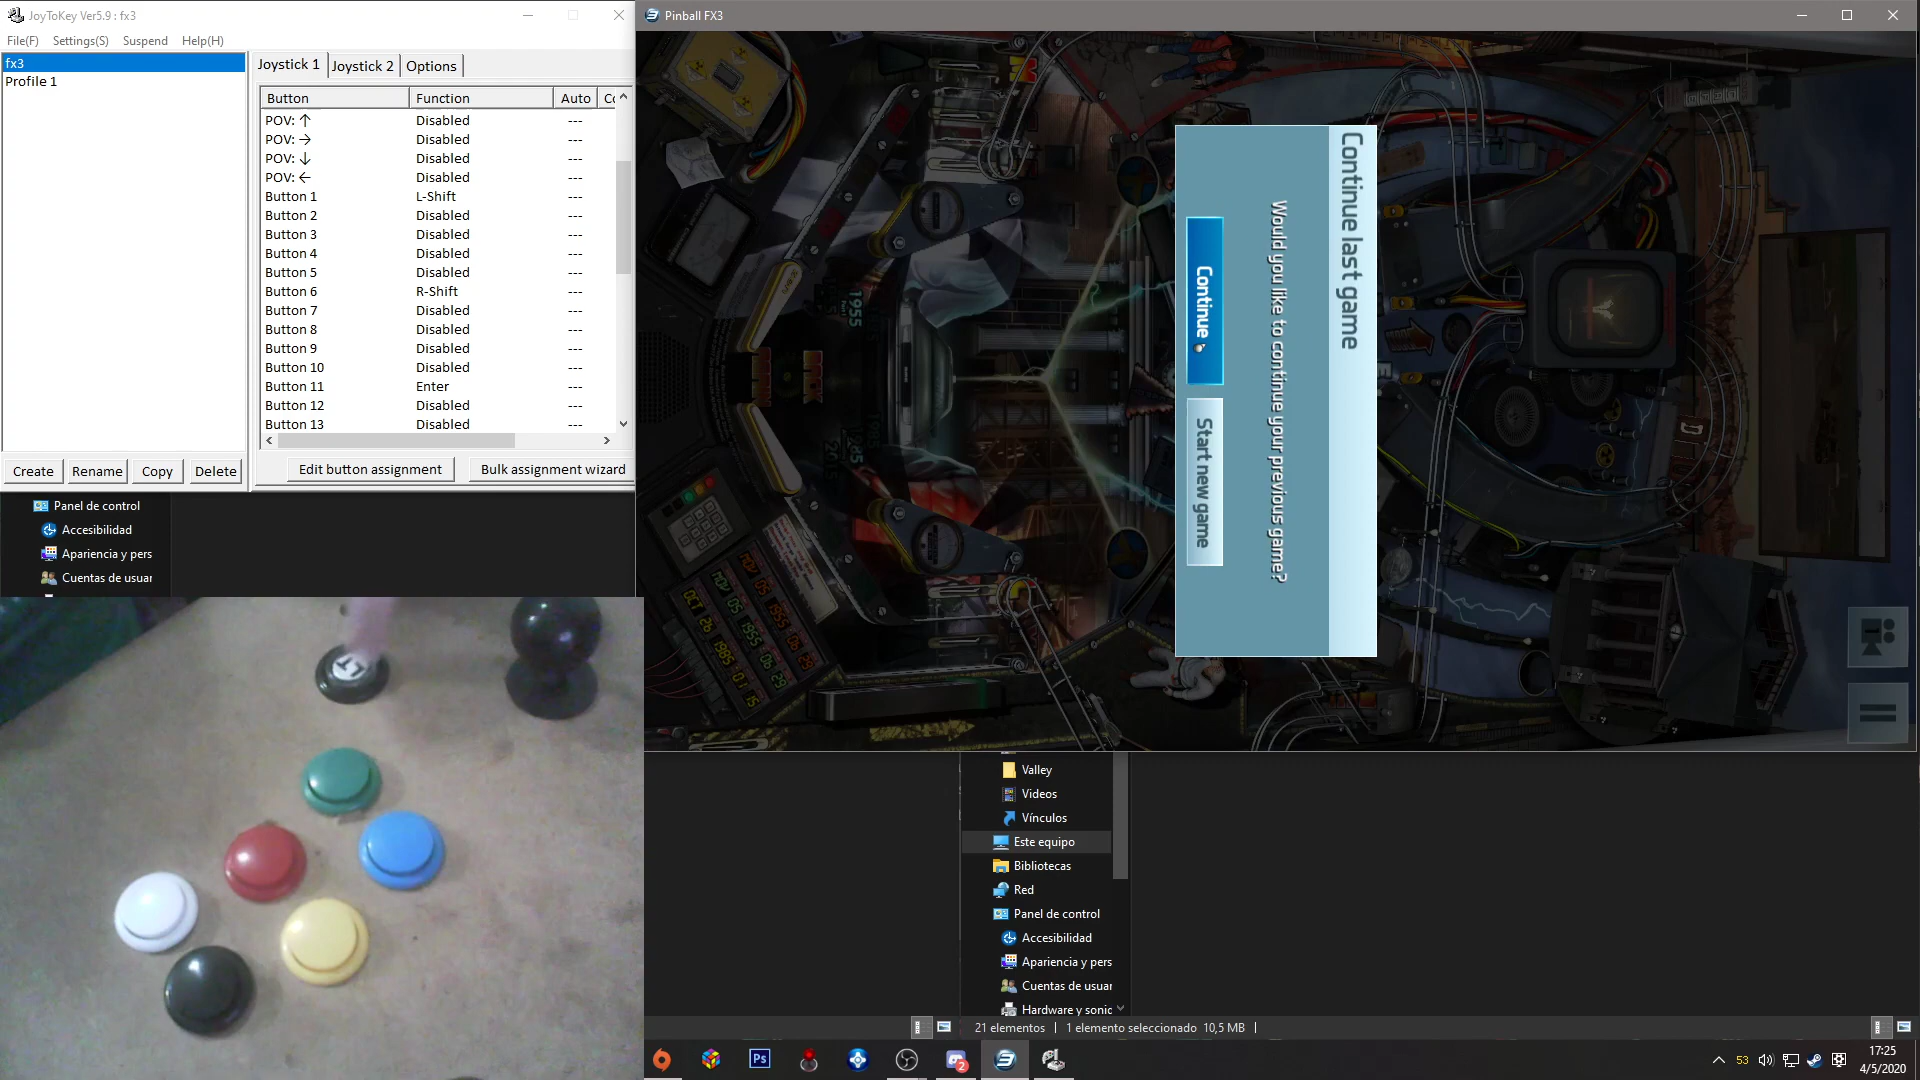 JoyToKey Ver5.9 : fx3
File(F) Settings(S) Suspend Help(H)
fx3
Profile 1
Joystick 1 Joystick 2 Options
Button Function Auto
POV: ↑ Disabled ---
POV: → Disabled ---
POV: ↓ Disabled ---
POV: ← Disabled ---
Button 1 L-Shift ---
Button 2 Disabled ---
Button 3 Disabled ---
Button 4 Disabled ---
Button 5 Disabled ---
Button 6 R-Shift ---
Button 7 Disabled ---
Button 8 Disabled ---
Button 9 Disabled ---
Button 10 Disabled ---
Button 11 Enter ---
Button 12 Disabled ---
Button 13 Disabled ---
Create Rename Copy Delete
Edit button assignment Bulk assignment wizard
Panel de control
Accesibilidad
Apariencia y pers
Cuentas de usuar
Pinball FX3
Continue last game
Would you like to continue your previous game?
Continue
Start new game
1955
1985
2015
Valley
Videos
Vínculos
Este equipo
Bibliotecas
Red
Panel de control
Accesibilidad
Apariencia y pers
Cuentas de usuar
Hardware y sonic
21 elementos | 1 elemento seleccionado 10,5 MB |
Ps
2
53
17:25
4/5/2020